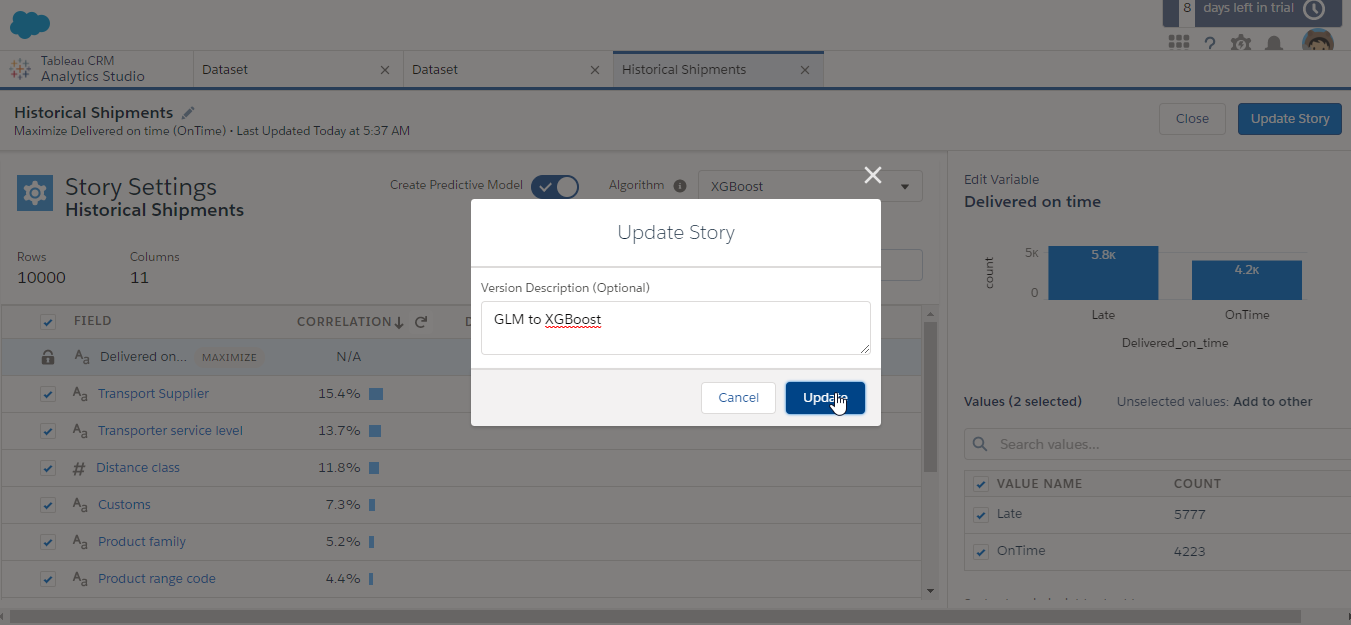 8 days left in trial
Tableau CRM
Analytics Studio
Dataset
Dataset
Historical Shipments
Historical Shipments
Maximize Delivered on time (OnTime) • Last Updated Today at 5:37 AM
Close
Update Story
Story Settings
Historical Shipments
Create Predictive Model
Algorithm
XGBoost
Rows
10000
Columns
11
FIELD
CORRELATION
Delivered on...
MAXIMIZE
N/A
Transport Supplier
15.4%
Transporter service level
13.7%
Distance class
11.8%
Customs
7.3%
Product family
5.2%
Product range code
4.4%
Update Story
Version Description (Optional)
GLM to XGBoost
Cancel
Update
Edit Variable
Delivered on time
count
5K
0
5.8K
4.2K
Late
OnTime
Delivered_on_time
Values (2 selected)
Unselected values: Add to other
Search values...
VALUE NAME
COUNT
Late
5777
OnTime
4223